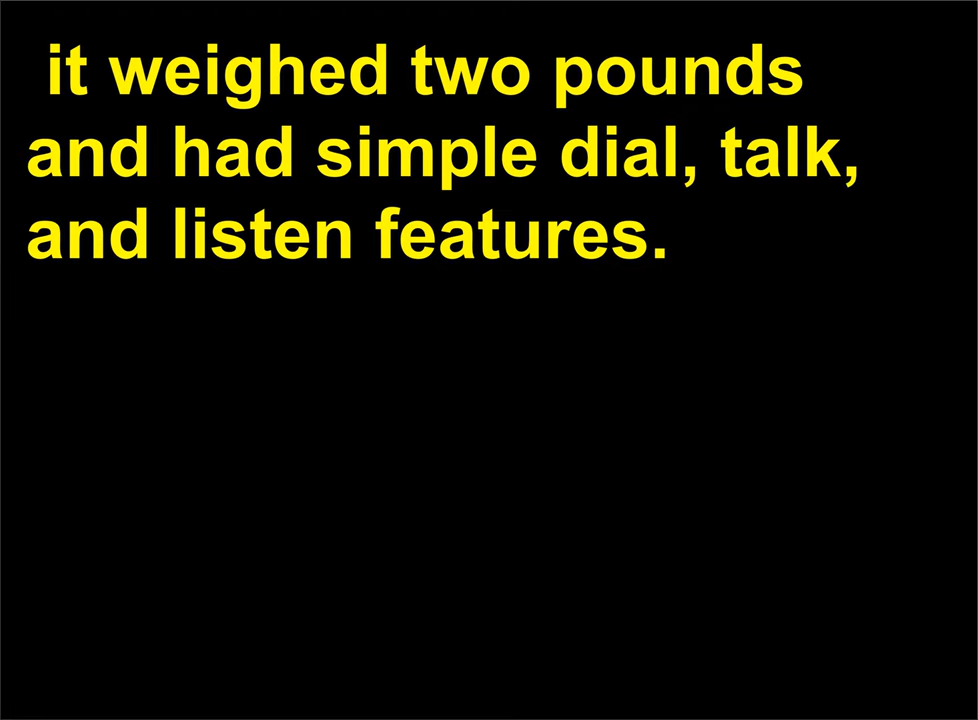 it weighed two pounds
and had simple dial, talk,
and listen features.